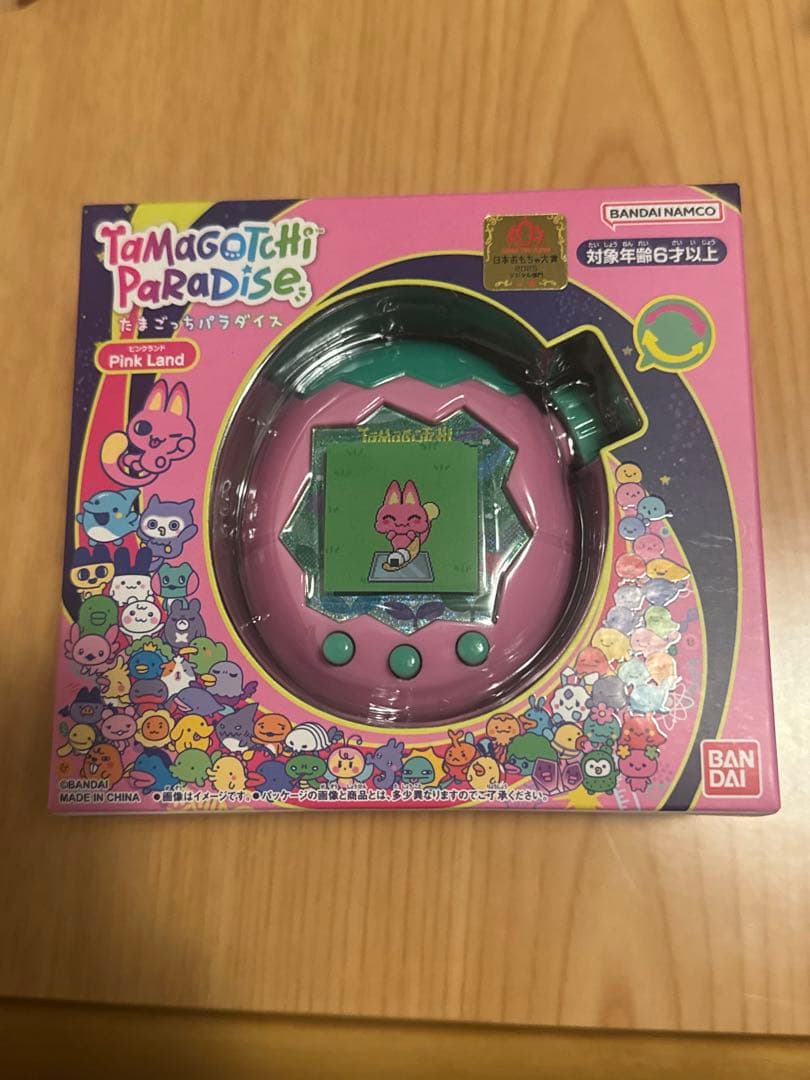 TaMaGOTCHi
PaRaDiSe
たまごっちパラダイス
ピンクランド
Pink Land
BANDAI NAMCO
日本おもちゃ大賞
2025
たいしょうねんれい さいいじょう
対象年齢6才以上
TaMaGOTCHi
©BANDAI
MADE IN CHINA
●画像はイメージです。●パッケージの画像と商品とは、多少異なりますのでご了承ください。
BAN
DAI